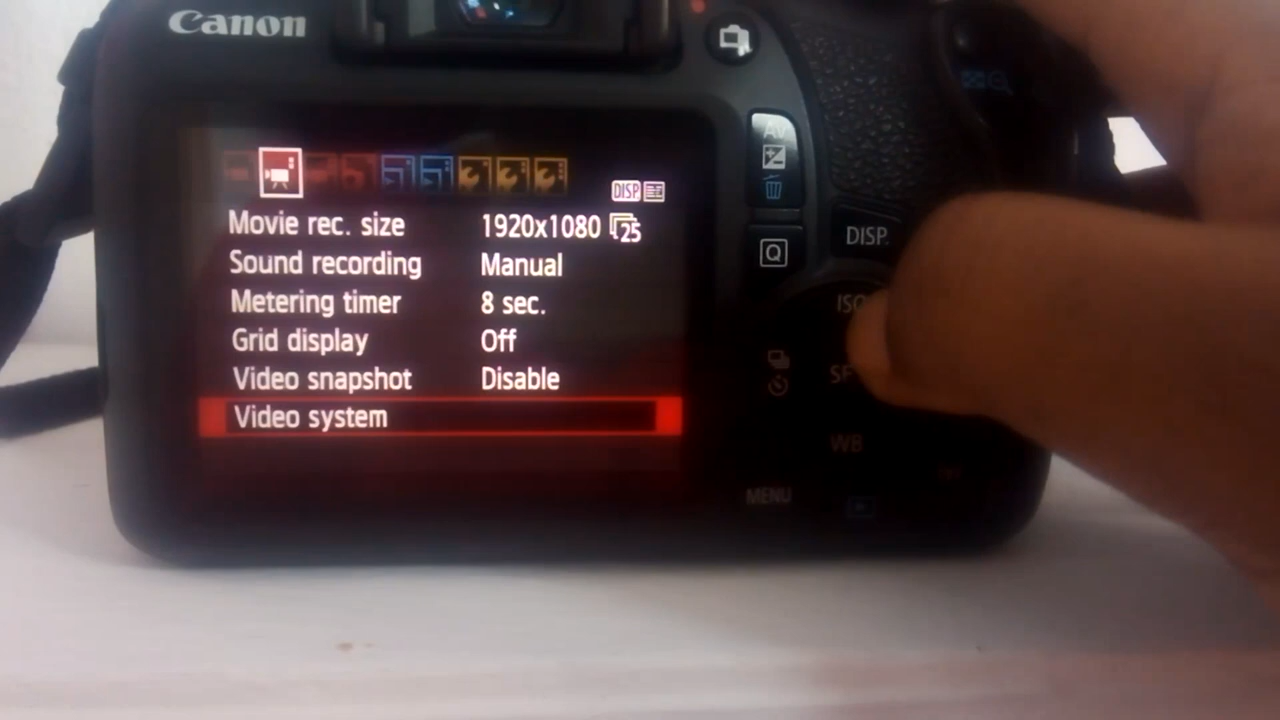 Canon
DISP.
Movie rec. size 1920x1080 25
Sound recording Manual
Metering timer 8 sec.
Grid display Off
Video snapshot Disable
Video system
Av
Q
DISP.
ISO
WB
MENU